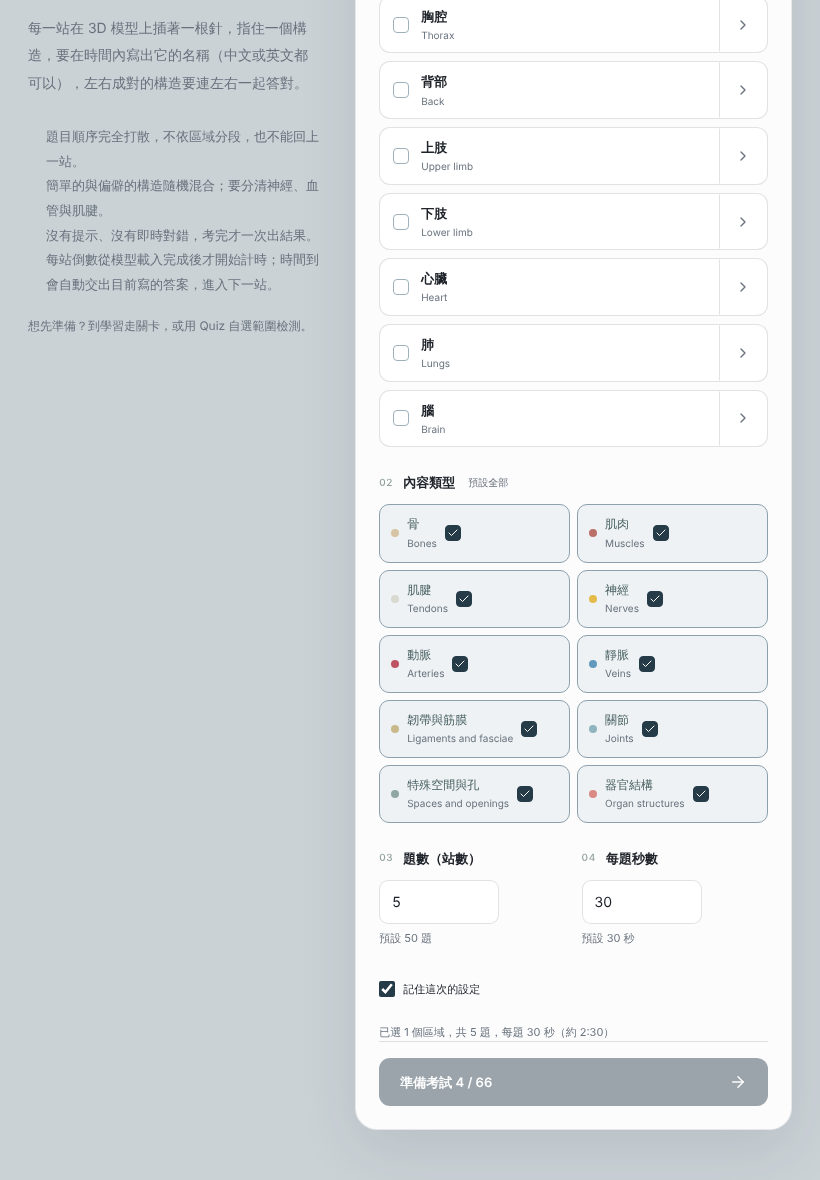 每一站在 3D 模型上插著一根針，指住一個構
造，要在時間內寫出它的名稱（中文或英文都
可以），左右成對的構造要連左右一起答對。
題目順序完全打散，不依區域分段，也不能回上
一站。
簡單的與偏僻的構造隨機混合；要分清神經、血
管與肌腱。
沒有提示、沒有即時對錯，考完才一次出結果。
每站倒數從模型載入完成後才開始計時；時間到
會自動交出目前寫的答案，進入下一站。
想先準備？到學習走關卡，或用 Quiz 自選範圍檢測。
胸腔
Thorax
背部
Back
上肢
Upper limb
下肢
Lower limb
心臟
Heart
肺
Lungs
腦
Brain
02 內容類型 預設全部
骨
Bones
肌肉
Muscles
肌腱
Tendons
神經
Nerves
動脈
Arteries
靜脈
Veins
韌帶與筋膜
Ligaments and fasciae
關節
Joints
特殊空間與孔
Spaces and openings
器官結構
Organ structures
03 題數（站數）
5
預設 50 題
04 每題秒數
30
預設 30 秒
記住這次的設定
已選 1 個區域，共 5 題，每題 30 秒（約 2:30）
準備考試 4 / 66